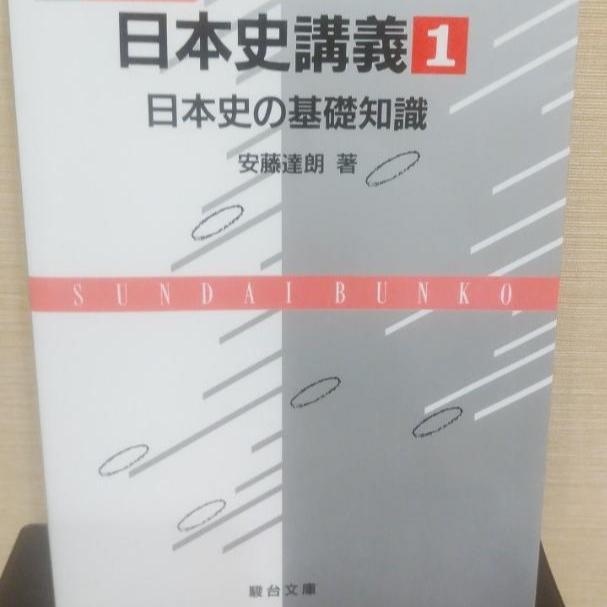 日本史講義1
日本史の基礎知識
安藤達朗 著
SUNDAI BUNKO
駿台文庫